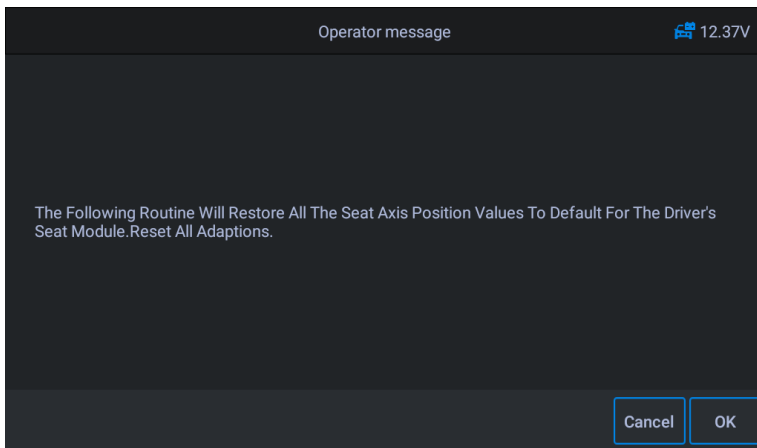 Operator message
12.37V
The Following Routine Will Restore All The Seat Axis Position Values To Default For The Driver's
Seat Module.Reset All Adaptions.
Cancel
OK